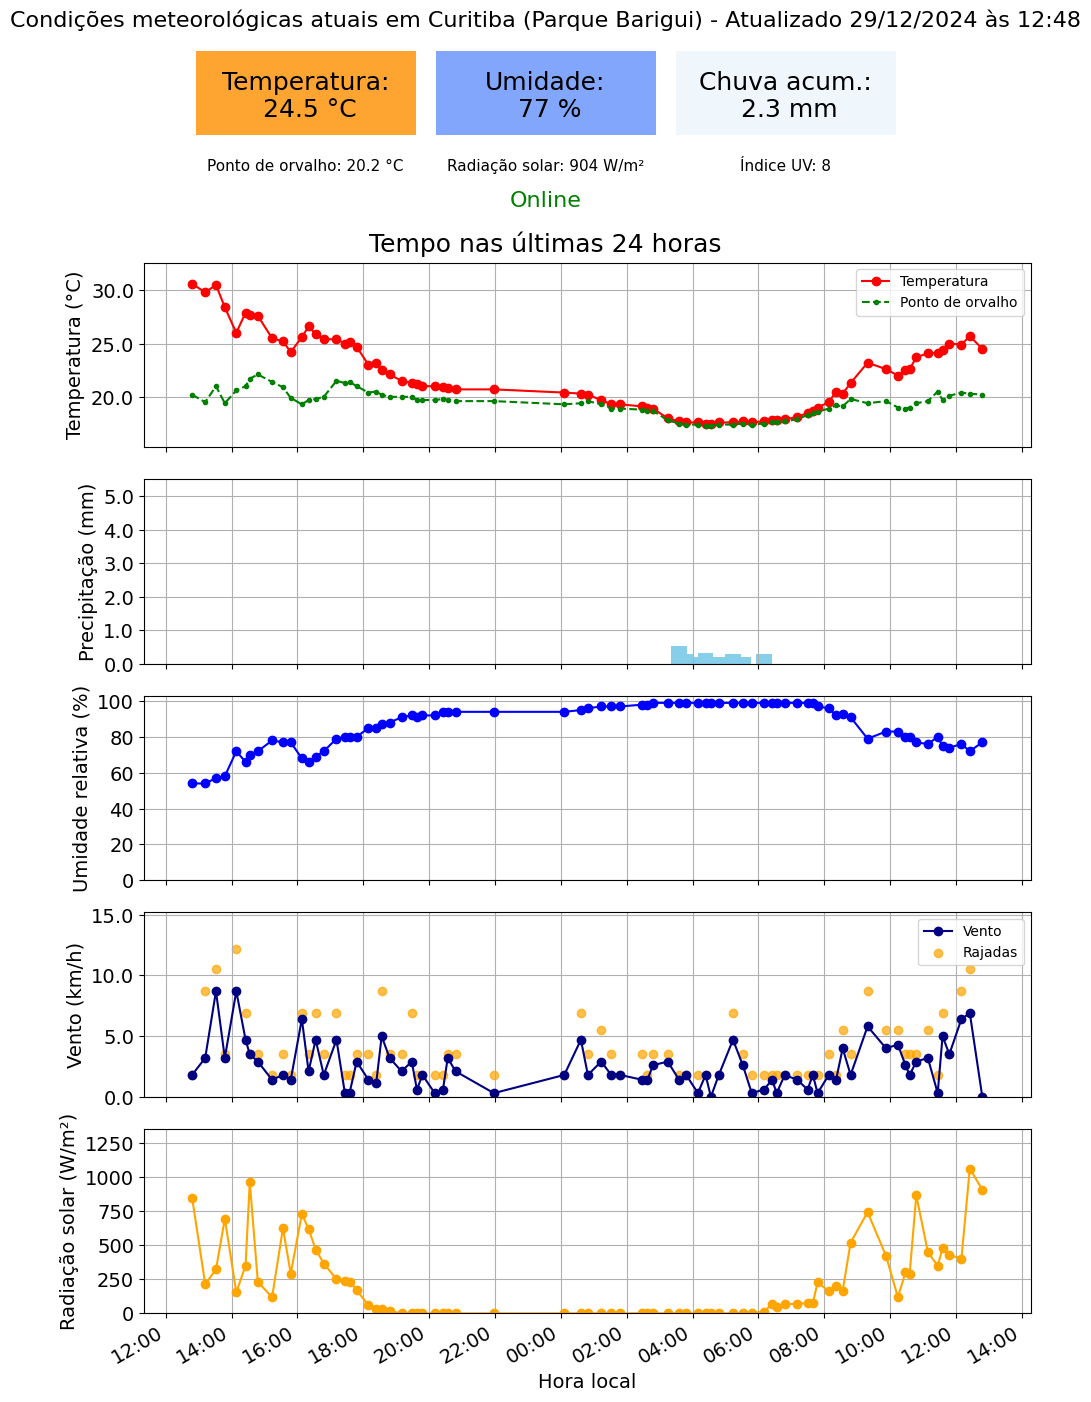 Condições meteorológicas atuais em Curitiba (Parque Barigui) - Atualizado 29/12/2024 às 12:48
Temperatura:
24.5 °C
Umidade:
77 %
Chuva acum.:
2.3 mm
Ponto de orvalho: 20.2 °C
Radiação solar: 904 W/m²
Índice UV: 8
Online
Tempo nas últimas 24 horas
Temperatura (°C)
30.0
25.0
20.0
Temperatura
Ponto de orvalho
Precipitação (mm)
5.0
4.0
3.0
2.0
1.0
0.0
Umidade relativa (%)
100
80
60
40
20
0
Vento (km/h)
15.0
10.0
5.0
0.0
Vento
Rajadas
Radiação solar (W/m²)
1250
1000
750
500
250
0
12:00
14:00
16:00
18:00
20:00
22:00
00:00
02:00
04:00
06:00
08:00
10:00
12:00
14:00
Hora local